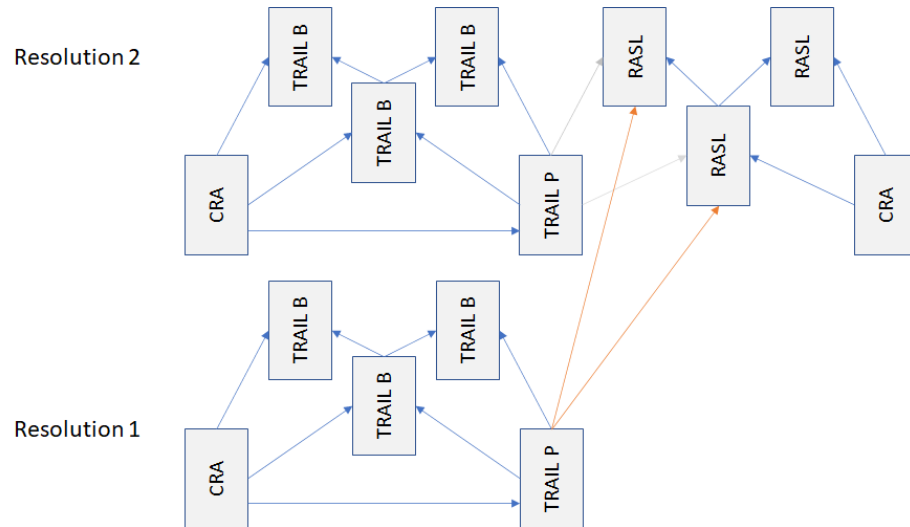 Resolution 2
TRAIL B
TRAIL B
RASL
RASL
TRAIL B
RASL
CRA
TRAIL P
CRA
TRAIL B
TRAIL B
TRAIL B
Resolution 1
CRA
TRAIL P